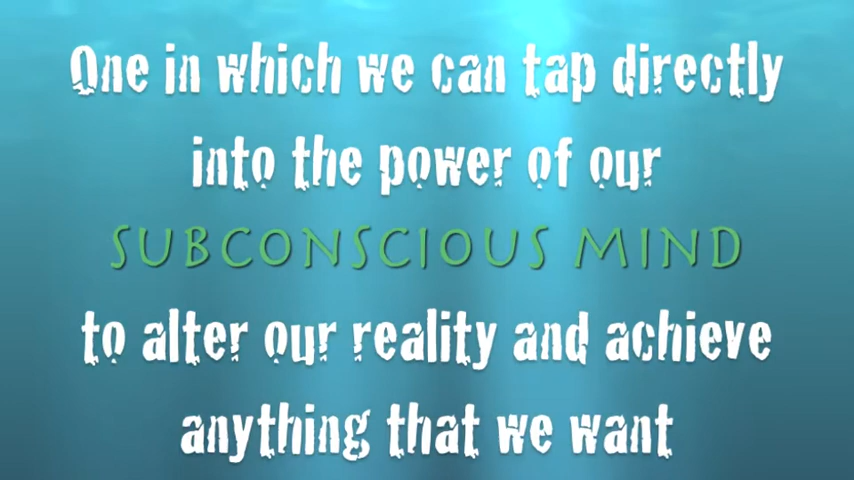 One in which we can tap directly
into the power of our
SUBCONSCIOUS MIND
to alter our reality and achieve
anything that we want